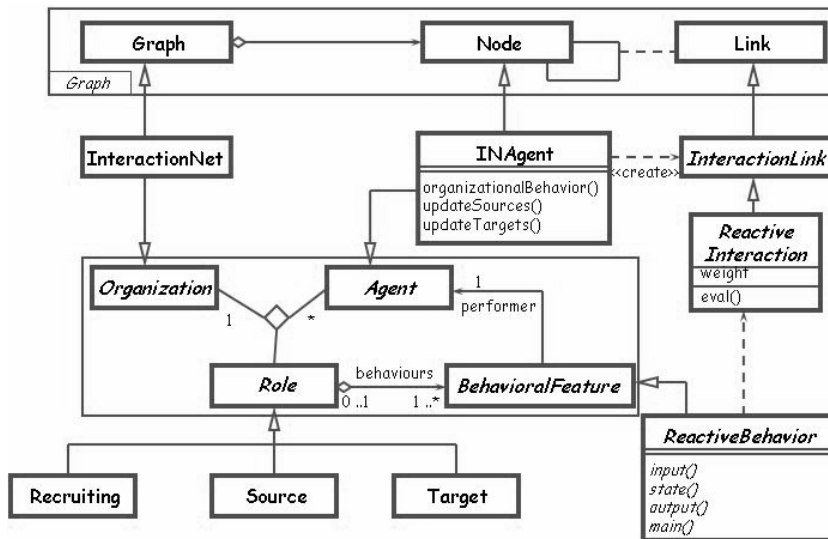 Graph
Node
Link
Graph
InteractionNet
INAgent
organizationalBehavior()
updateSources()
updateTargets()
<<create>>
InteractionLink
Reactive
Interaction
weight
eval()
Organization
Agent
1
*
1
performer
Role
behaviours
0 ..1
1 ..*
BehavioralFeature
ReactiveBehavior
input()
state()
output()
main()
Recruiting
Source
Target